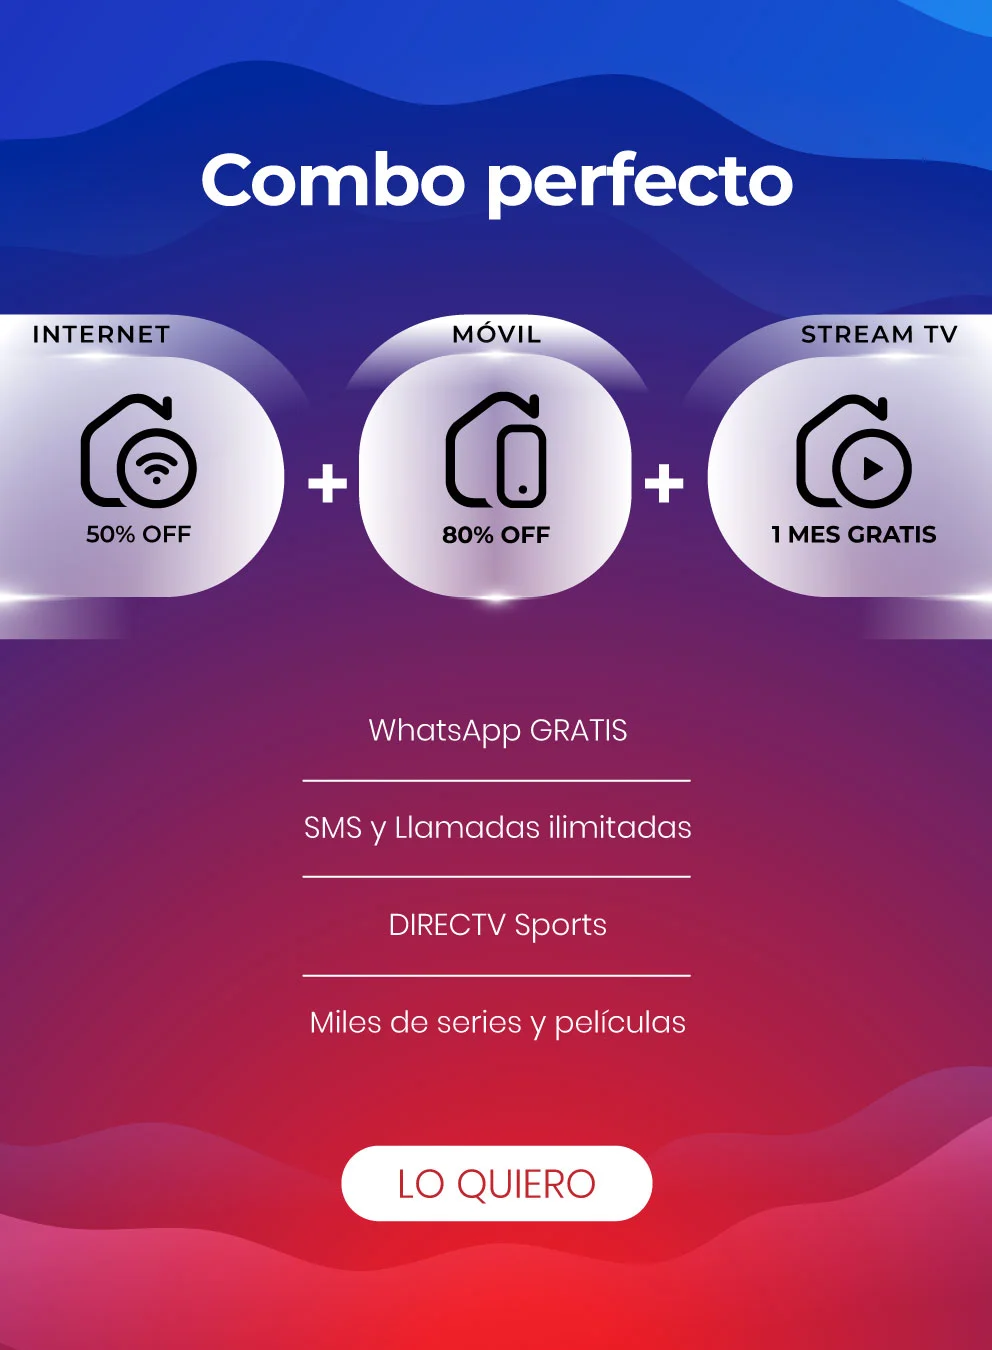 Combo perfecto
INTERNET
50% OFF
+
MÓVIL
80% OFF
+
STREAM TV
1 MES GRATIS
WhatsApp GRATIS
SMS y Llamadas ilimitadas
DIRECTV Sports
Miles de series y películas
LO QUIERO